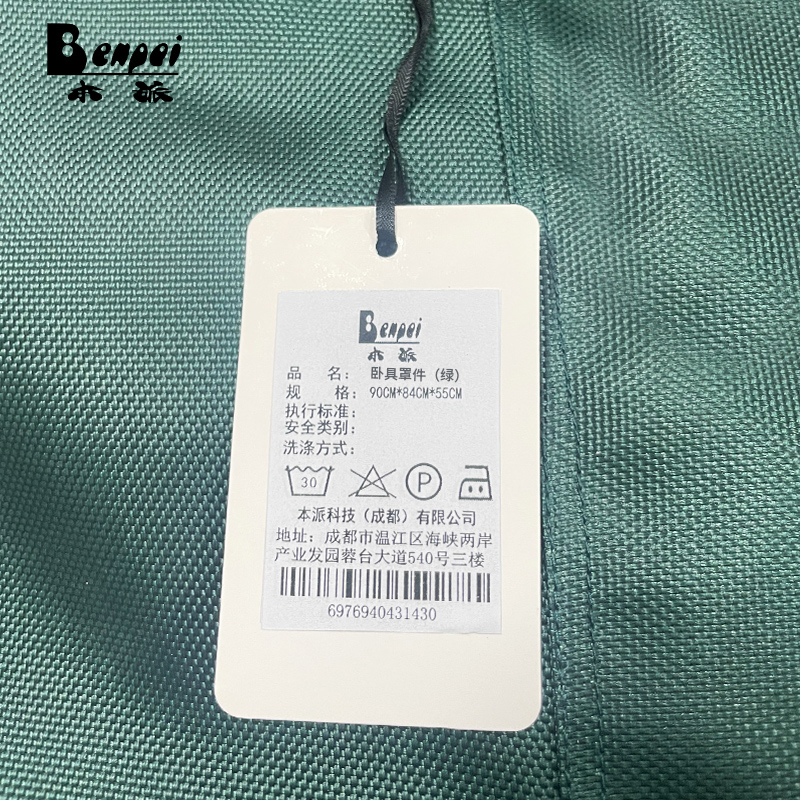 Benpei
本派
Benpei
本派
品 名: 卧具罩件 (绿)
规 格: 90CM*84CM*55CM
执行标准:
安全类别:
洗涤方式:
30
P
本派科技 (成都) 有限公司
地址: 成都市温江区海峡两岸
产业发园蓉台大道540号三楼
6976940431430